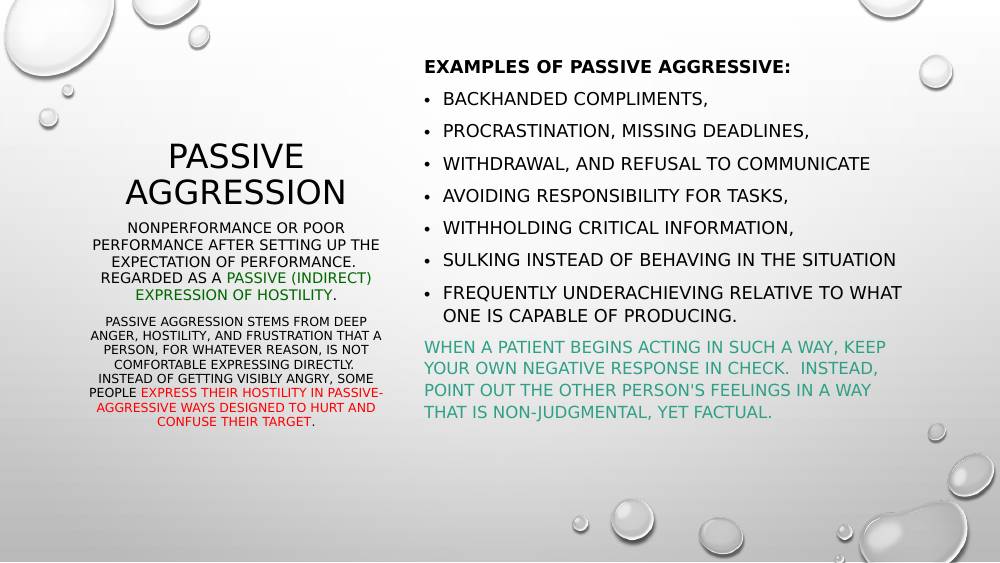 PASSIVE
AGGRESSION
NONPERFORMANCE OR POOR
PERFORMANCE AFTER SETTING UP THE
EXPECTATION OF PERFORMANCE.
REGARDED AS A PASSIVE (INDIRECT)
EXPRESSION OF HOSTILITY.
PASSIVE AGGRESSION STEMS FROM DEEP
ANGER, HOSTILITY, AND FRUSTRATION THAT A
PERSON, FOR WHATEVER REASON, IS NOT
COMFORTABLE EXPRESSING DIRECTLY.
INSTEAD OF GETTING VISIBLY ANGRY, SOME
PEOPLE EXPRESS THEIR HOSTILITY IN PASSIVE-
AGGRESSIVE WAYS DESIGNED TO HURT AND
CONFUSE THEIR TARGET.
EXAMPLES OF PASSIVE AGGRESSIVE:
• BACKHANDED COMPLIMENTS,
• PROCRASTINATION, MISSING DEADLINES,
• WITHDRAWAL, AND REFUSAL TO COMMUNICATE
• AVOIDING RESPONSIBILITY FOR TASKS,
• WITHHOLDING CRITICAL INFORMATION,
• SULKING INSTEAD OF BEHAVING IN THE SITUATION
• FREQUENTLY UNDERACHIEVING RELATIVE TO WHAT
ONE IS CAPABLE OF PRODUCING.
WHEN A PATIENT BEGINS ACTING IN SUCH A WAY, KEEP
YOUR OWN NEGATIVE RESPONSE IN CHECK.  INSTEAD,
POINT OUT THE OTHER PERSON'S FEELINGS IN A WAY
THAT IS NON-JUDGMENTAL, YET FACTUAL.